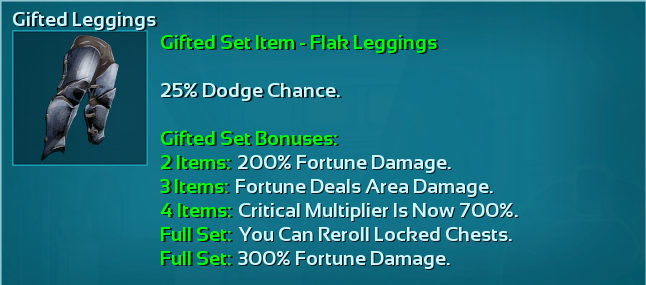 Gifted Leggings
Gifted Set Item - Flak Leggings
25% Dodge Chance.
Gifted Set Bonuses:
2 Items: 200% Fortune Damage.
3 Items: Fortune Deals Area Damage.
4 Items: Critical Multiplier Is Now 700%.
Full Set: You Can Reroll Locked Chests.
Full Set: 300% Fortune Damage.